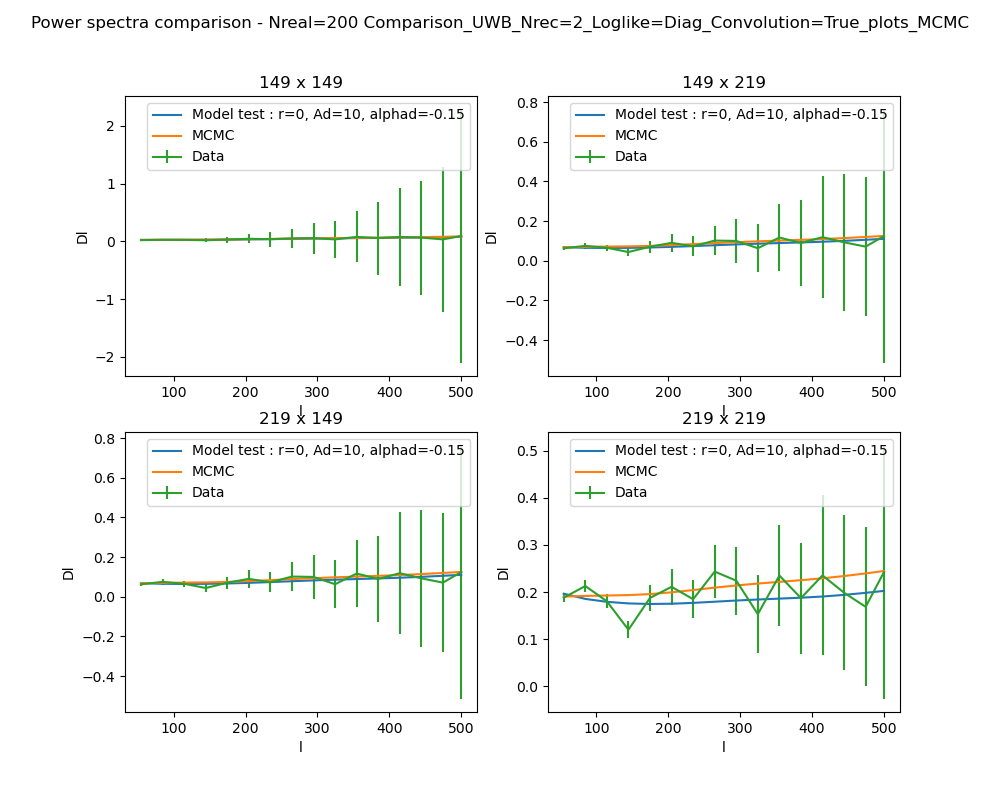 Power spectra comparison - Nreal=200 Comparison_UWB_Nrec=2_Loglike=Diag_Convolution=True_plots_MCMC
149 x 149
Model test : r=0, Ad=10, alphad=-0.15
MCMC
Data
2
1
0
−1
−2
Dl
100
200
300
400
500
l
149 x 219
Model test : r=0, Ad=10, alphad=-0.15
MCMC
Data
0.8
0.6
0.4
0.2
0.0
−0.2
−0.4
Dl
100
200
300
400
500
l
219 x 149
Model test : r=0, Ad=10, alphad=-0.15
MCMC
Data
0.8
0.6
0.4
0.2
0.0
−0.2
−0.4
Dl
100
200
300
400
500
l
219 x 219
Model test : r=0, Ad=10, alphad=-0.15
MCMC
Data
0.5
0.4
0.3
0.2
0.1
0.0
Dl
100
200
300
400
500
l